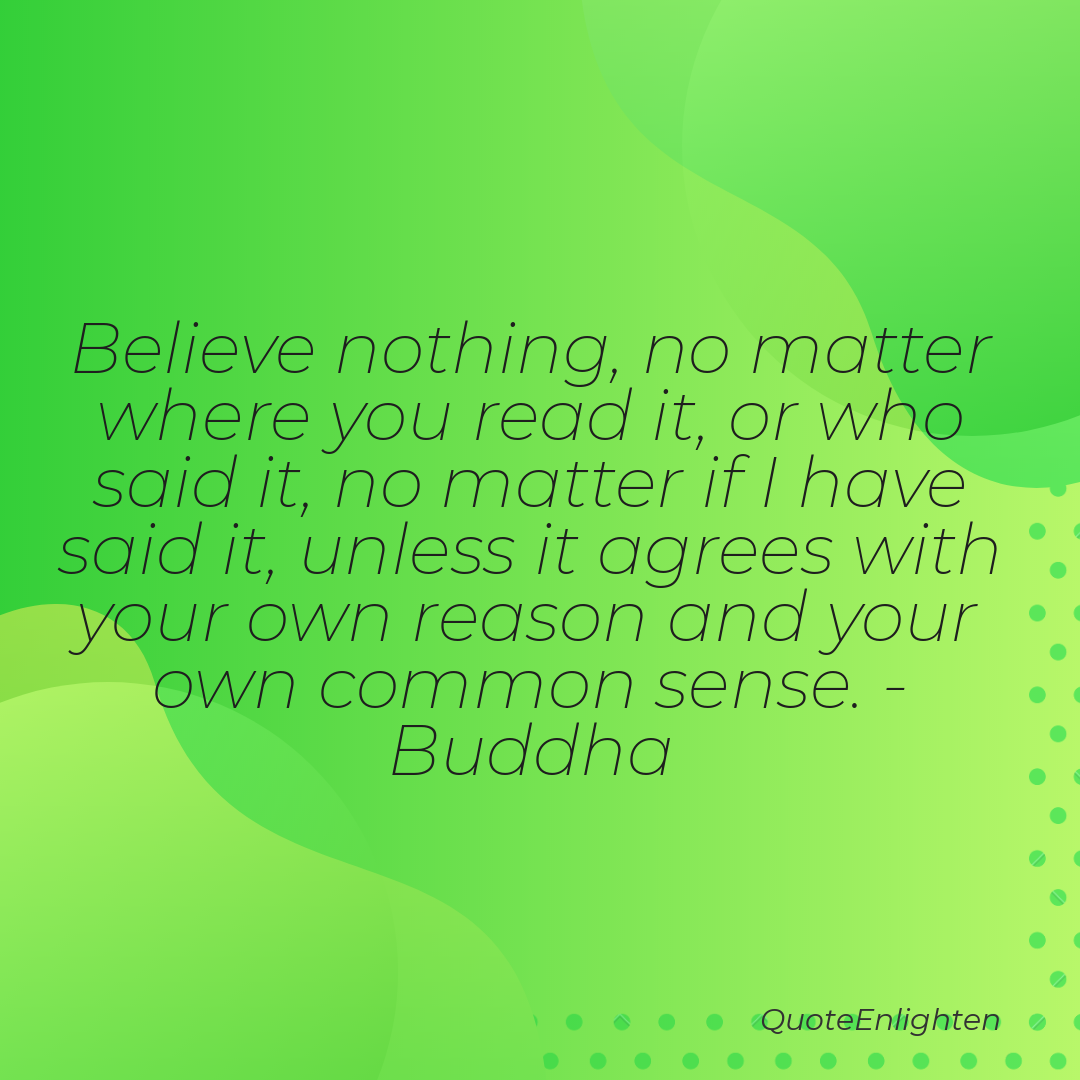 Believe nothing, no matter
where you read it, or who
said it, no matter if I have
said it, unless it agrees with
your own reason and your
own common sense. -
Buddha
QuoteEnlighten